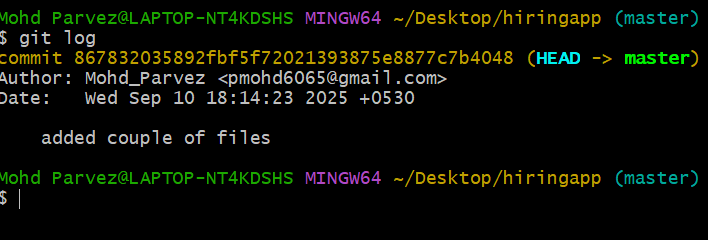 Mohd Parvez@LAPTOP-NT4KDSHS MINGW64 ~/Desktop/hiringapp (master)
$ git log
commit 867832035892fbf5f72021393875e8877c7b4048 (HEAD -> master)
Author: Mohd_Parvez <pmohd6065@gmail.com>
Date:   Wed Sep 10 18:14:23 2025 +0530
    added couple of files
Mohd Parvez@LAPTOP-NT4KDSHS MINGW64 ~/Desktop/hiringapp (master)
$